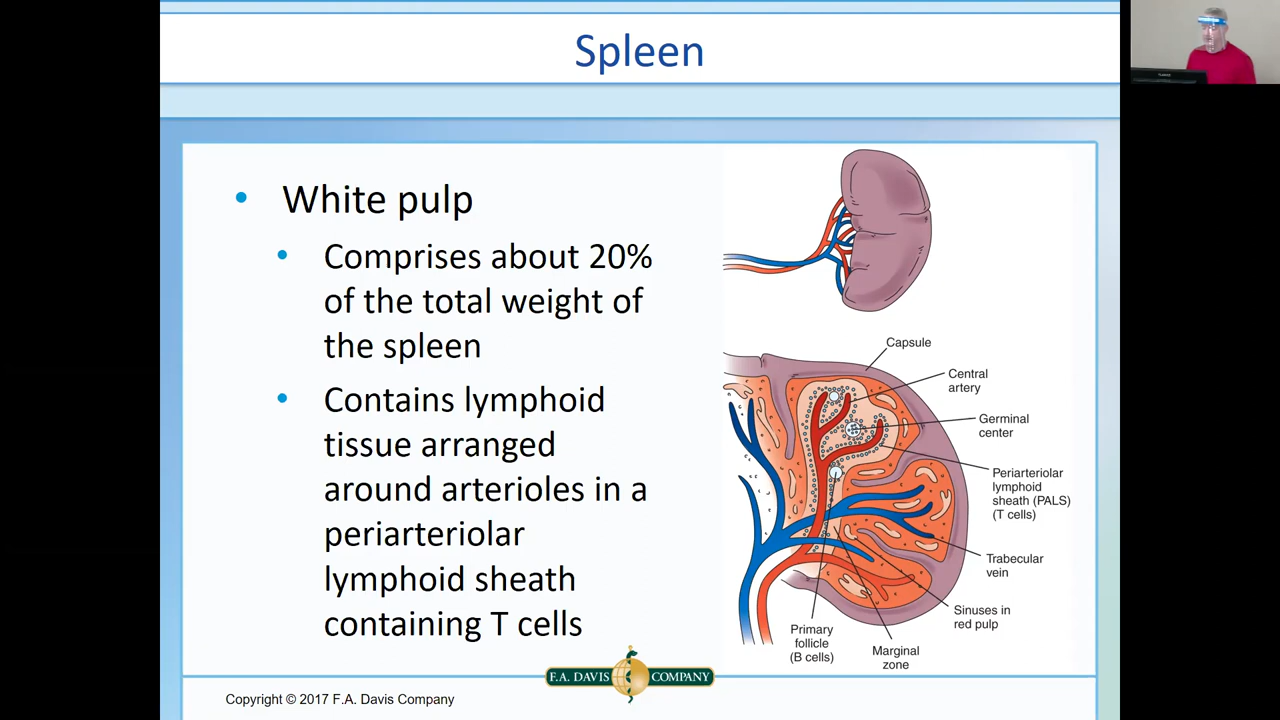 Spleen
• White pulp
• Comprises about 20%
of the total weight of
the spleen
• Contains lymphoid
tissue arranged
around arterioles in a
periarteriolar
lymphoid sheath
containing T cells
Capsule
Central
artery
Germinal
center
Periarteriolar
lymphoid
sheath (PALS)
(T cells)
Trabecular
vein
Sinuses in
red pulp
Marginal
zone
Primary
follicle
(B cells)
F.A. DAVIS COMPANY
Copyright © 2017 F.A. Davis Company